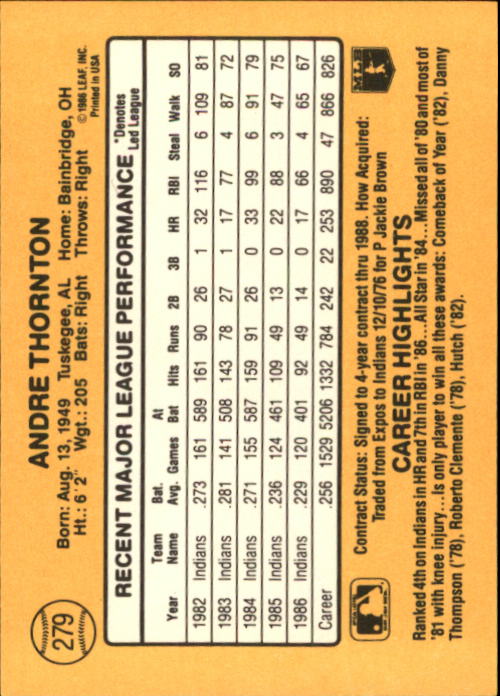 279
ANDRE THORNTON
Born: Aug. 13, 1949 Tuskegee, AL Home: Bainbridge, OH
Ht.: 6' 2" Wgt.: 205 Bats: Right Throws: Right
© 1986 LEAF, INC.
Printed in USA
RECENT MAJOR LEAGUE PERFORMANCE
*Denotes Led League
Year Team Name Bat. Avg. Games At Bat Hits Runs 2B 3B HR RBI Steal Walk SO
1982 Indians .273 161 589 161 90 26 1 32 116 6 109 81
1983 Indians .281 141 508 143 78 27 1 17 77 4 87 72
1984 Indians .271 155 587 159 91 26 0 33 99 6 91 79
1985 Indians .236 124 461 109 49 13 0 22 88 3 47 75
1986 Indians .229 120 401 92 49 14 0 17 66 4 65 67
Career .256 1529 5206 1332 784 242 22 253 890 47 866 826
Contract Status: Signed to 4-year contract thru 1988. How Acquired:
Traded from Expos to Indians 12/10/76 for P Jackie Brown
MLB
CAREER HIGHLIGHTS
Ranked 4th on Indians in HR and 7th in RBI in '86...All Star in '84...Missed all of '80 and most of
'81 with knee injury...Is only player to win all these awards: Comeback of Year ('82), Danny
Thompson ('78), Roberto Clemente ('78), Hutch ('82).